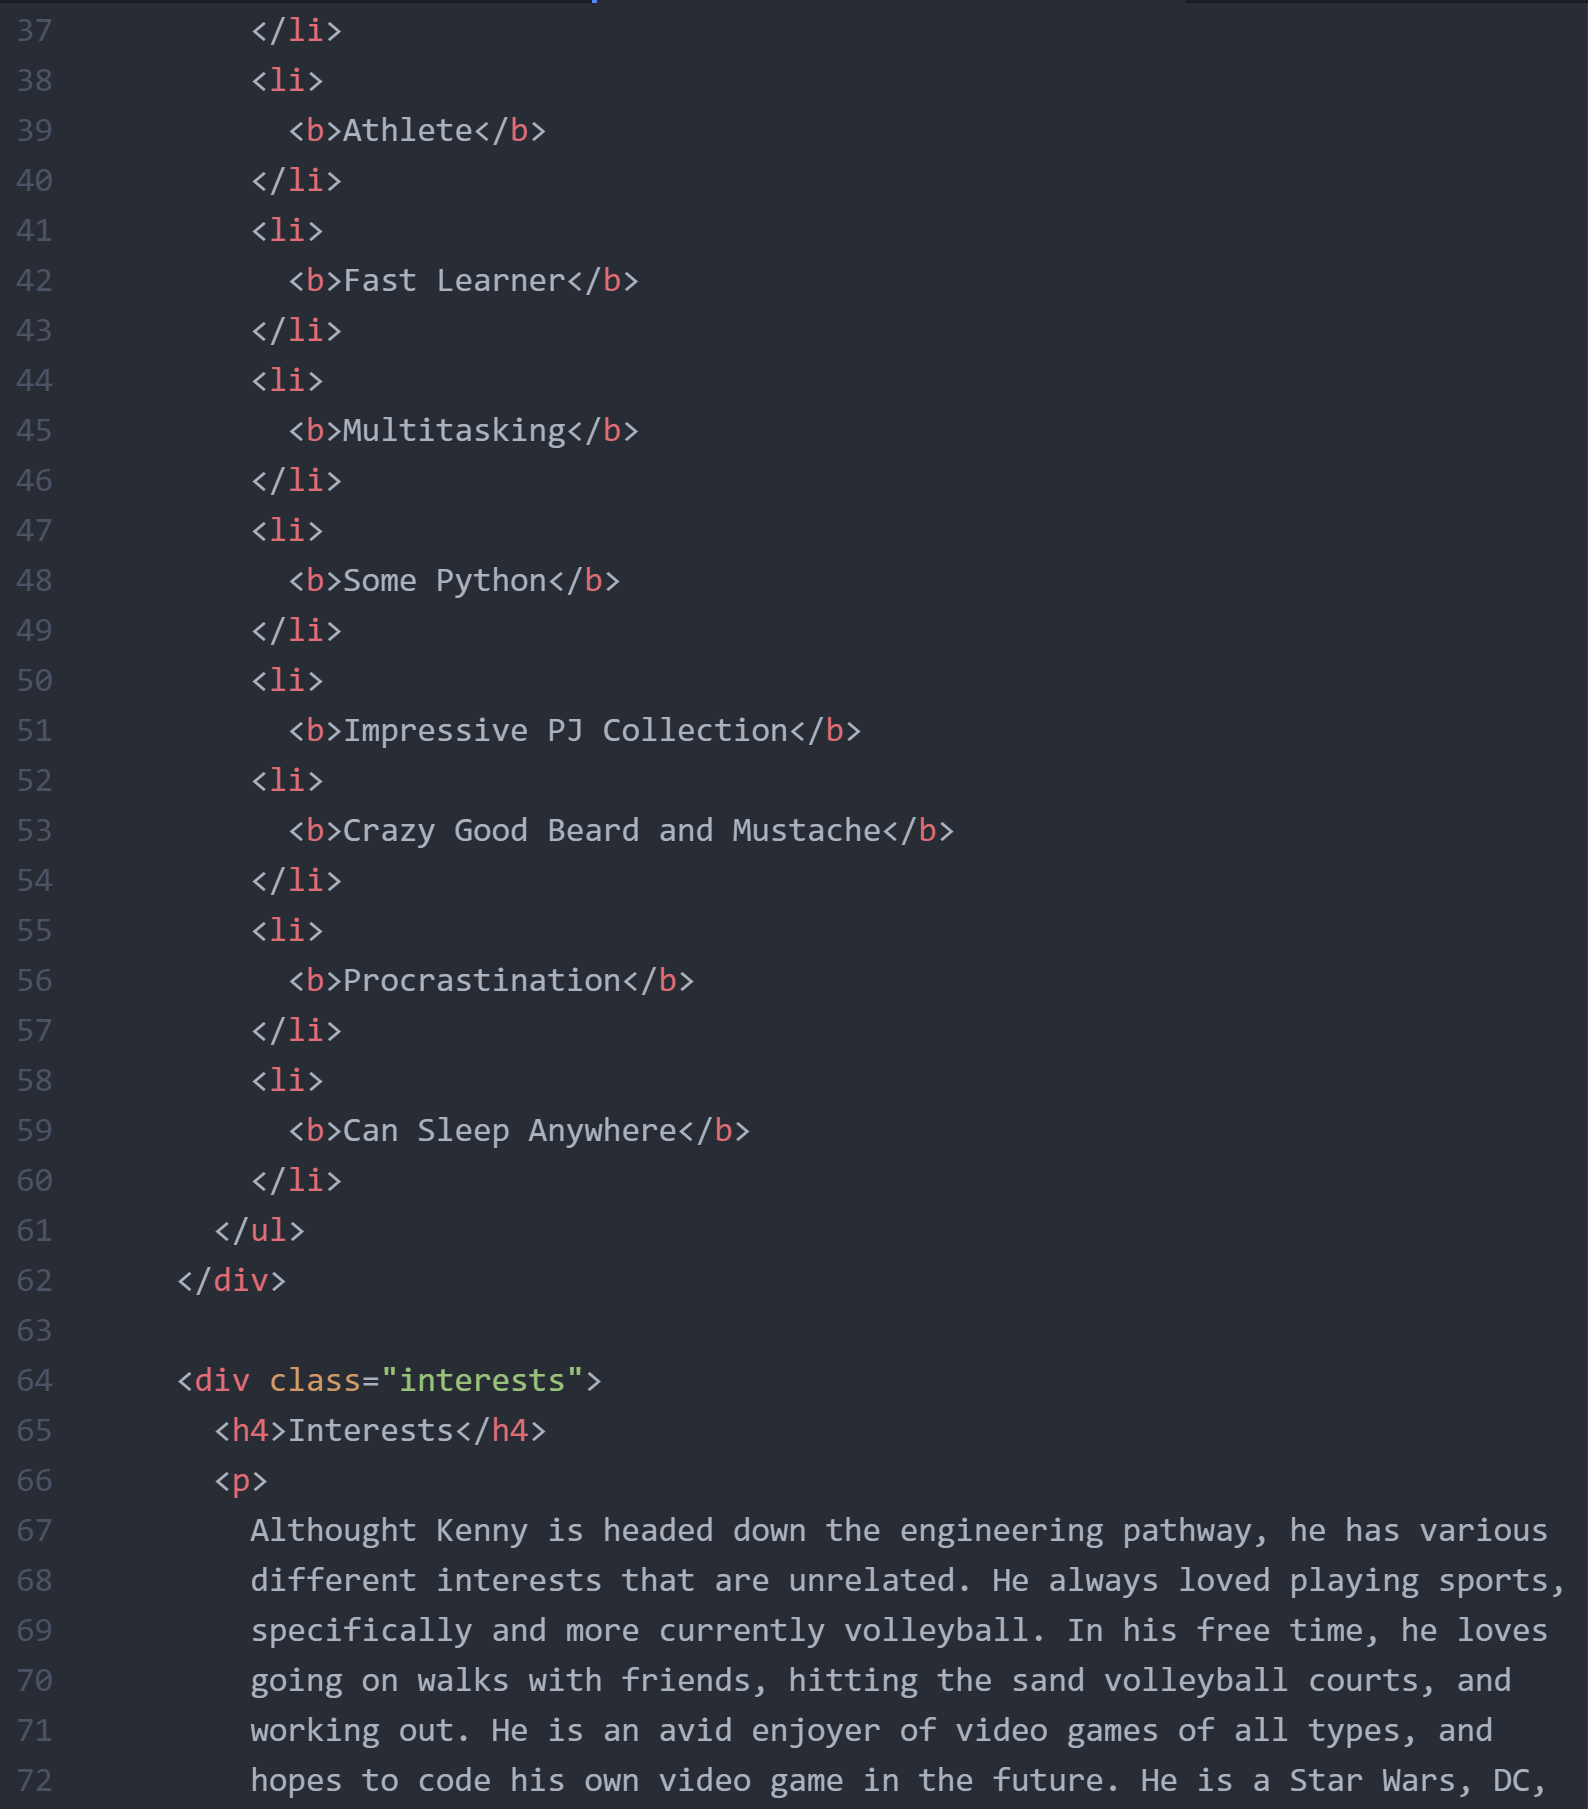 37 </li>
38 <li>
39 <b>Athlete</b>
40 </li>
41 <li>
42 <b>Fast Learner</b>
43 </li>
44 <li>
45 <b>Multitasking</b>
46 </li>
47 <li>
48 <b>Some Python</b>
49 </li>
50 <li>
51 <b>Impressive PJ Collection</b>
52 <li>
53 <b>Crazy Good Beard and Mustache</b>
54 </li>
55 <li>
56 <b>Procrastination</b>
57 </li>
58 <li>
59 <b>Can Sleep Anywhere</b>
60 </li>
61 </ul>
62 </div>
63
64 <div class="interests">
65 <h4>Interests</h4>
66 <p>
67 Althought Kenny is headed down the engineering pathway, he has various
68 different interests that are unrelated. He always loved playing sports,
69 specifically and more currently volleyball. In his free time, he loves
70 going on walks with friends, hitting the sand volleyball courts, and
71 working out. He is an avid enjoyer of video games of all types, and
72 hopes to code his own video game in the future. He is a Star Wars, DC,